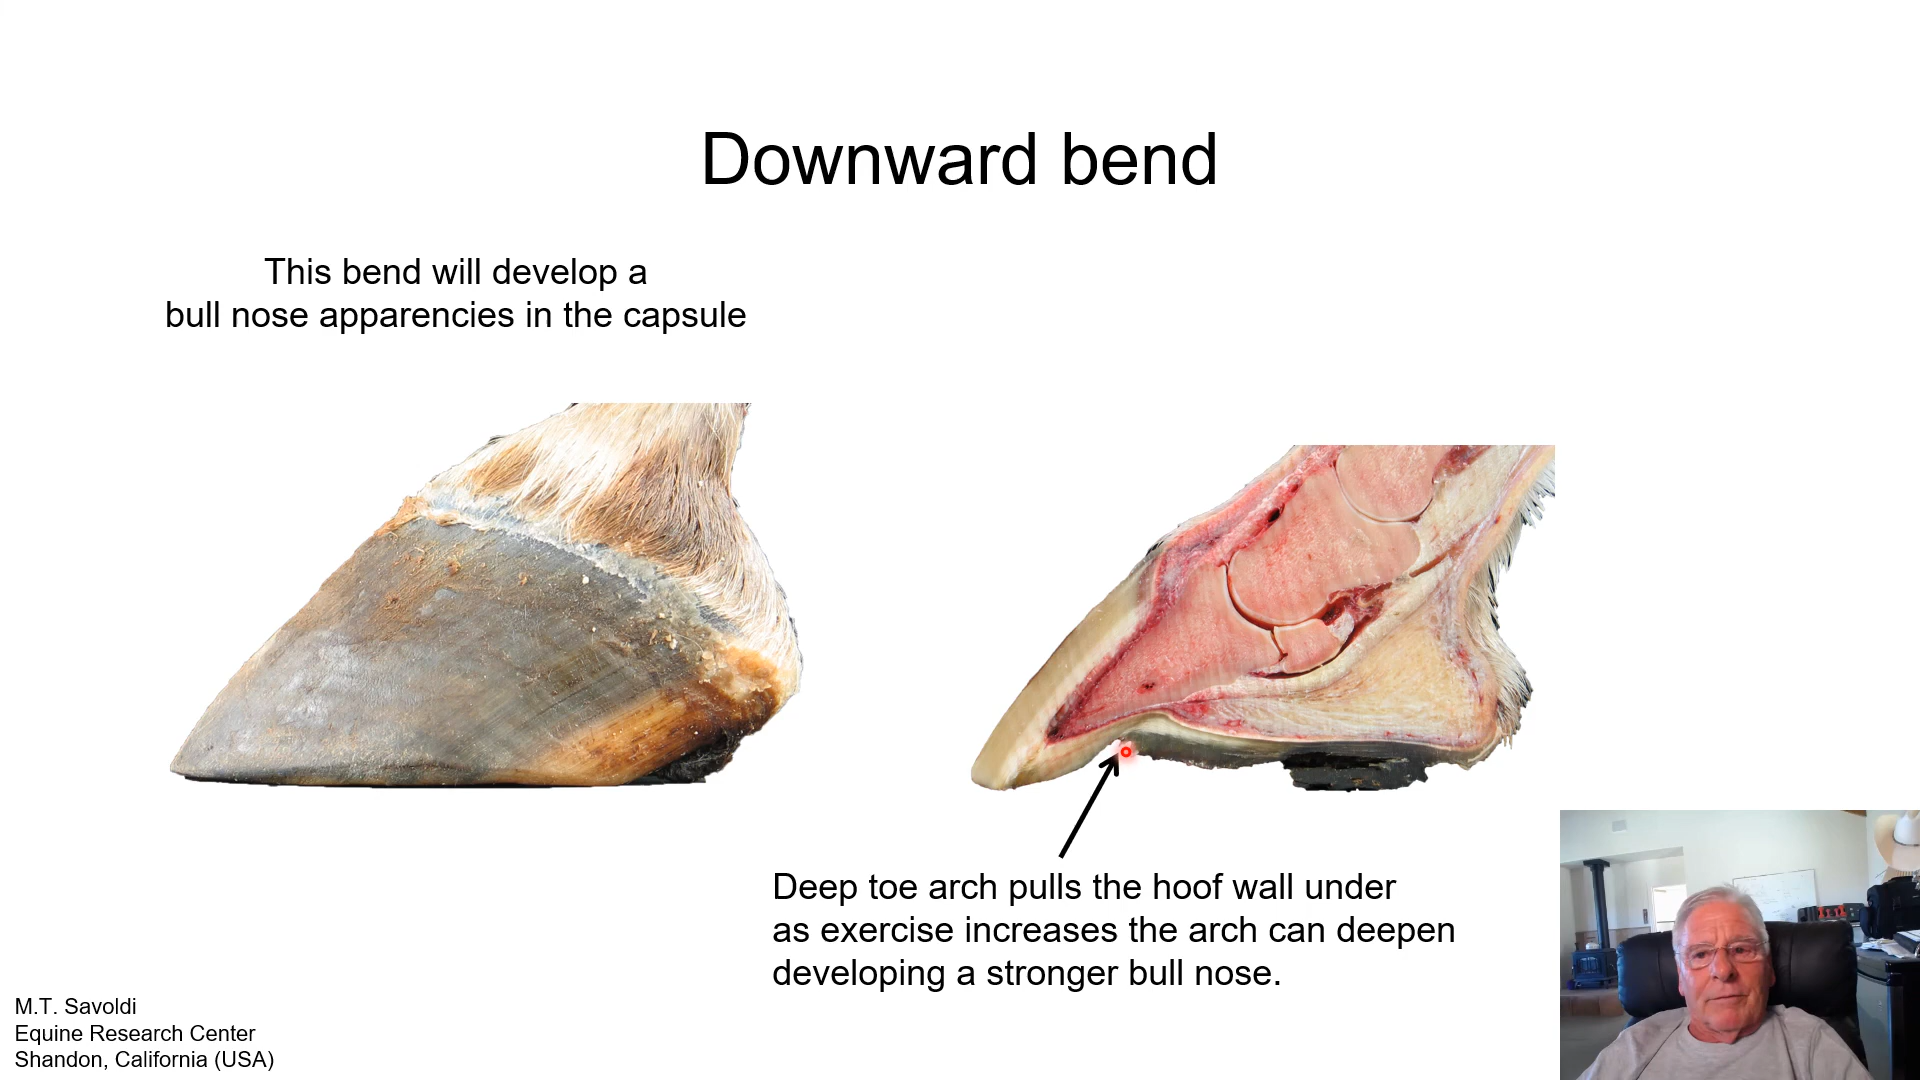 Downward bend
This bend will develop a
bull nose apparencies in the capsule
Deep toe arch pulls the hoof wall under
as exercise increases the arch can deepen
developing a stronger bull nose.
M.T. Savoldi
Equine Research Center
Shandon, California (USA)